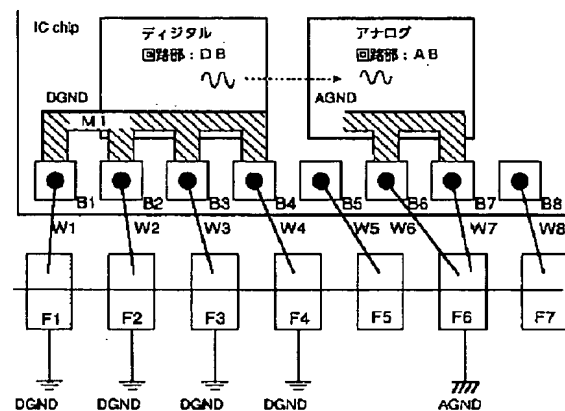 IC chip
ディジタル
回路部:DB
アナログ
回路部:AB
DGND
AGND
M1
B1 B2 B3 B4 B5 B6 B7 B8
W1 W2 W3 W4 W5 W6 W7 W8
F1 F2 F3 F4 F5 F6 F7
DGND DGND DGND DGND AGND